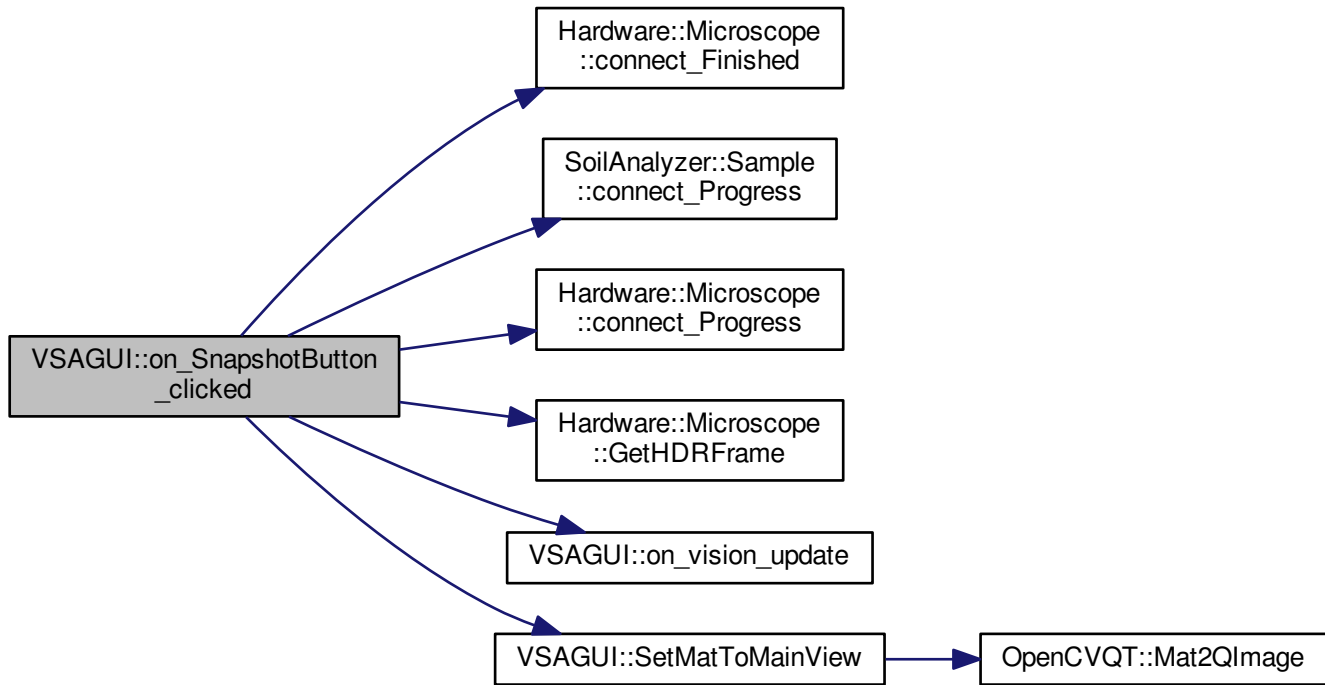 Hardware::Microscope
::connect_Finished
SoilAnalyzer::Sample
::connect_Progress
Hardware::Microscope
::connect_Progress
VSAGUI::on_SnapshotButton
_clicked
Hardware::Microscope
::GetHDRFrame
VSAGUI::on_vision_update
VSAGUI::SetMatToMainView
OpenCVQT::Mat2QImage